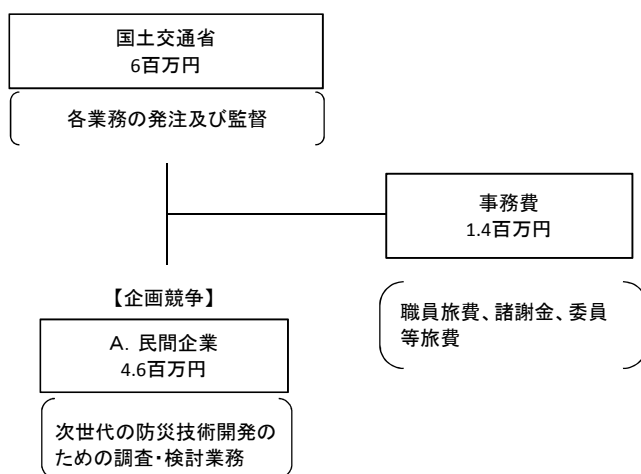 国土交通省
6百万円
各業務の発注及び監督
事務費
1.4百万円
職員旅費、諸謝金、委員
等旅費
【企画競争】
A. 民間企業
4.6百万円
次世代の防災技術開発の
ための調査・検討業務